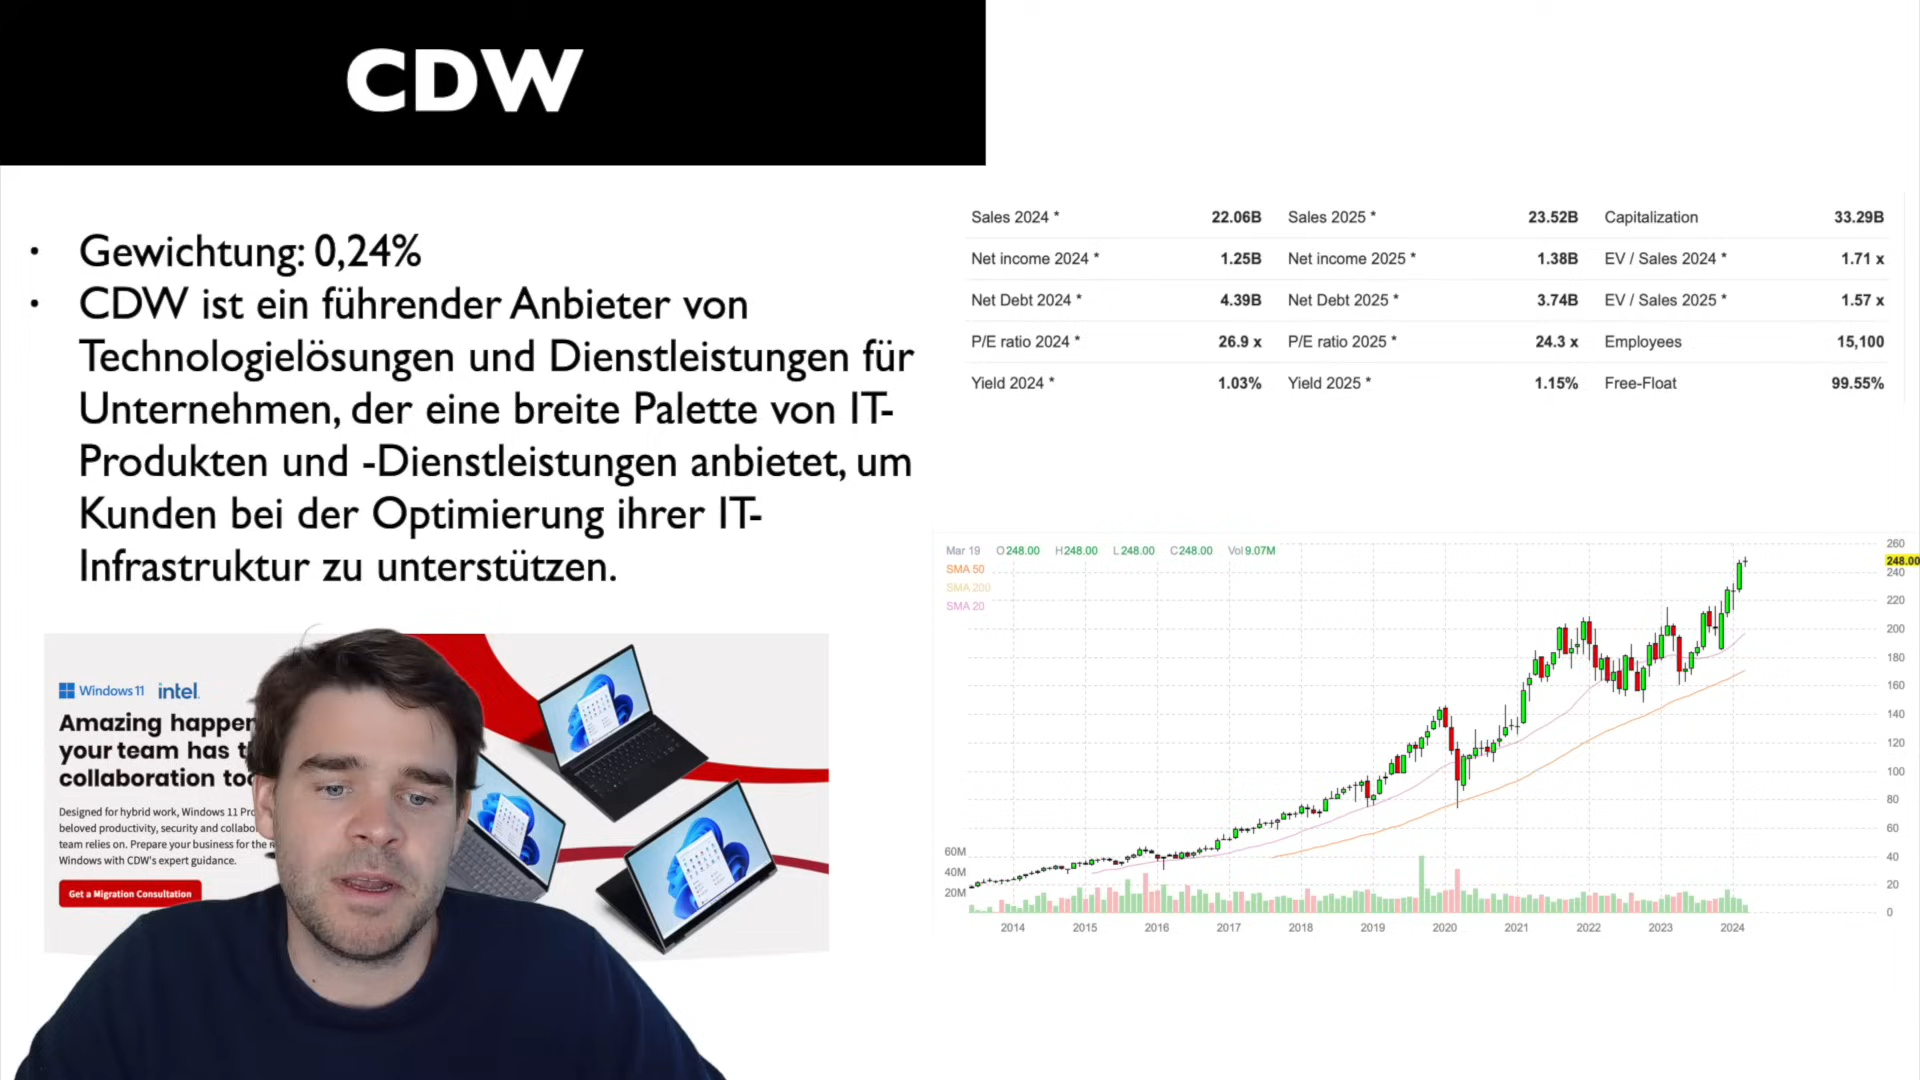 CDW
• Gewichtung: 0,24%
• CDW ist ein führender Anbieter von
Technologielösungen und Dienstleistungen für
Unternehmen, der eine breite Palette von IT-
Produkten und -Dienstleistungen anbietet, um
Kunden bei der Optimierung ihrer IT-
Infrastruktur zu unterstützen.
Windows 11 intel.
Amazing happen
your team has t
collaboration too
Designed for hybrid work, Windows 11 Pro
beloved productivity, security and collabo
team relies on. Prepare your business for the
Windows with CDW's expert guidance.
Get a Migration Consultation
Sales 2024 * 22.06B Sales 2025 * 23.52B Capitalization 33.29B
Net income 2024 * 1.25B Net income 2025 * 1.38B EV / Sales 2024 * 1.71 x
Net Debt 2024 * 4.39B Net Debt 2025 * 3.74B EV / Sales 2025 * 1.57 x
P/E ratio 2024 * 26.9 x P/E ratio 2025 * 24.3 x Employees 15,100
Yield 2024 * 1.03% Yield 2025 * 1.15% Free-Float 99.55%
Mar 19 O 248.00 H 248.00 L 248.00 C 248.00 Vol 9.07M
SMA 50
SMA 200
SMA 20
260
248.00
240
220
200
180
160
140
120
100
80
60
40
20
0
60M
40M
20M
2014 2015 2016 2017 2018 2019 2020 2021 2022 2023 2024